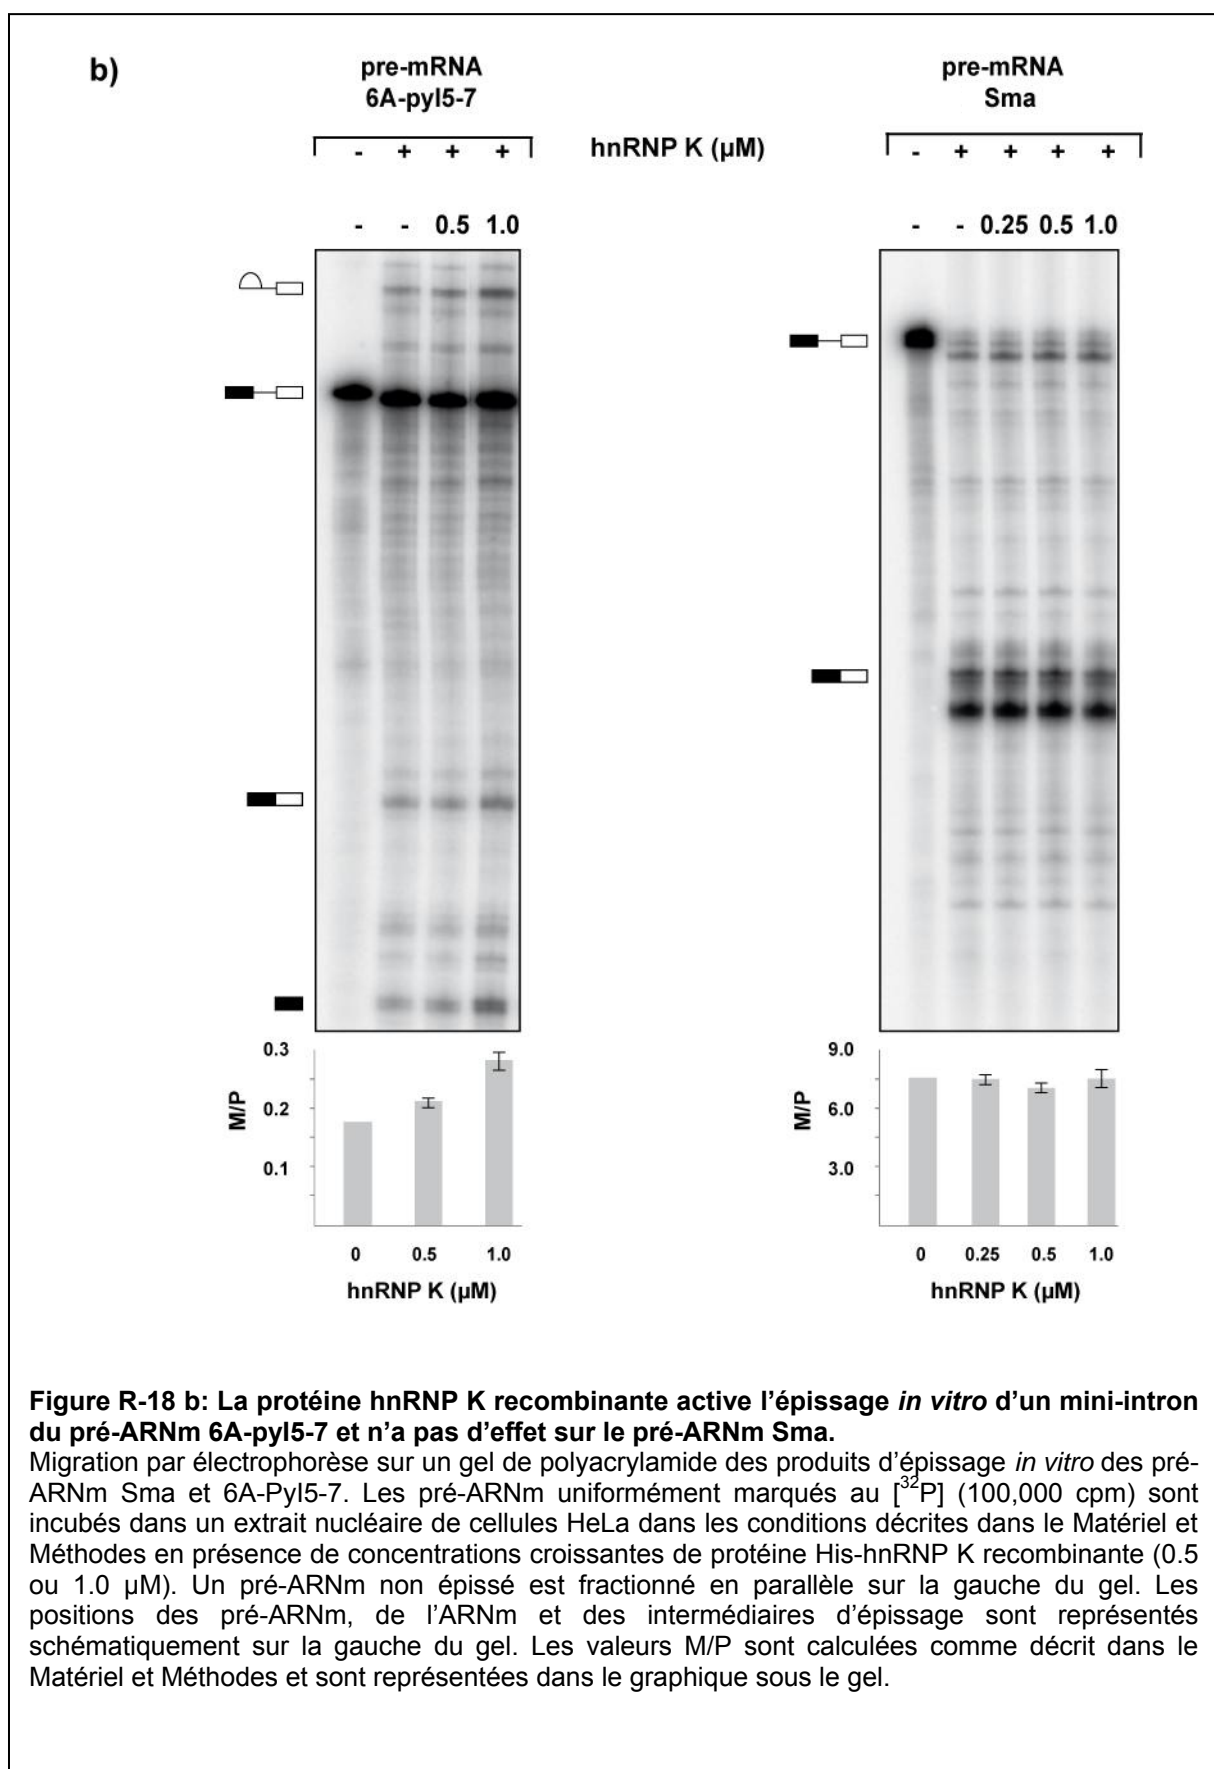 b)
pre-mRNA
6A-pyl5-7
- + + +
hnRNP K (µM)
- - 0.5 1.0
pre-mRNA
Sma
- + + + +
- - 0.25 0.5 1.0
0.3
0.2
0.1
M/P
0 0.5 1.0
hnRNP K (µM)
9.0
6.0
3.0
M/P
0 0.25 0.5 1.0
hnRNP K (µM)
Figure R-18 b: La protéine hnRNP K recombinante active l’épissage in vitro d’un mini-intron
du pré-ARNm 6A-pyl5-7 et n’a pas d’effet sur le pré-ARNm Sma.
Migration par électrophorèse sur un gel de polyacrylamide des produits d’épissage in vitro des pré-
ARNm Sma et 6A-Pyl5-7. Les pré-ARNm uniformément marqués au [³²P] (100,000 cpm) sont
incubés dans un extrait nucléaire de cellules HeLa dans les conditions décrites dans le Matériel et
Méthodes en présence de concentrations croissantes de protéine His-hnRNP K recombinante (0.5
ou 1.0 µM). Un pré-ARNm non épissé est fractionné en parallèle sur la gauche du gel. Les
positions des pré-ARNm, de l’ARNm et des intermédiaires d’épissage sont représentés
schématiquement sur la gauche du gel. Les valeurs M/P sont calculées comme décrit dans le
Matériel et Méthodes et sont représentées dans le graphique sous le gel.